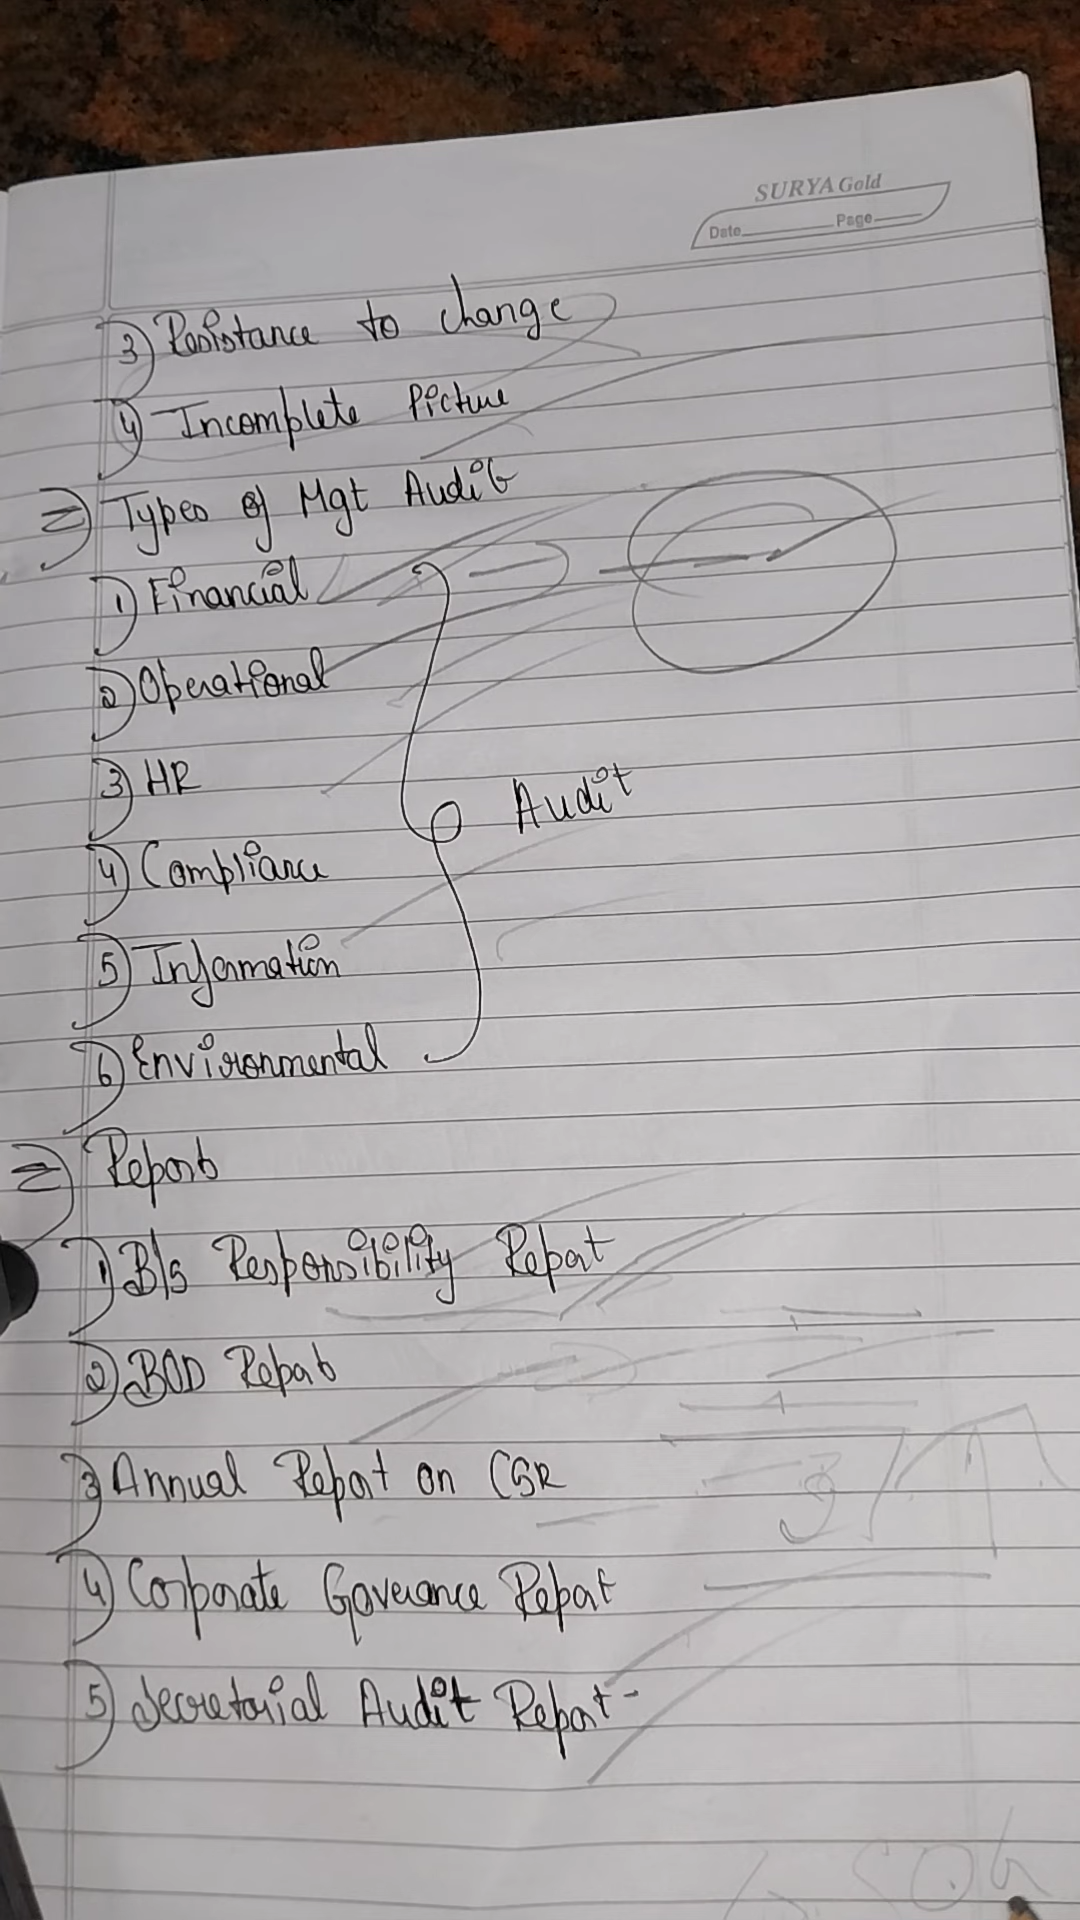 SURYA Gold
Date Page
3) Resistance to change
4) Incomplete Picture
=) Types of Mgt Audit
1) Financial
2) Operational
3) HR
Audit
4) Compliance
5) Information
6) Environmental
=) Report
1) B/s Responsibility Report
2) BOD Report
3) Annual Report on CSR
4) Corporate Goverance Report
5) Secretarial Audit Report-